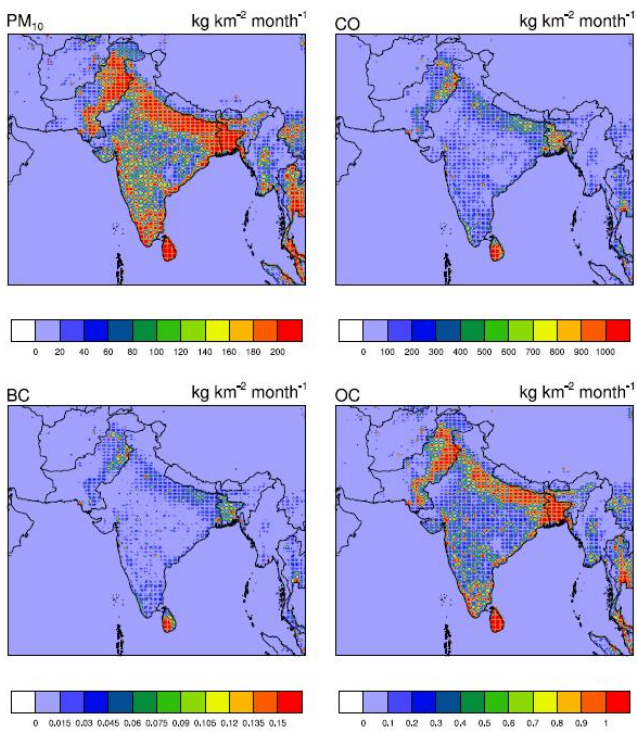 PM₁₀ kg km⁻² month⁻¹
CO kg km⁻² month⁻¹
0 20 40 60 80 100 120 140 160 180 200
0 100 200 300 400 500 600 700 800 900 1000
BC kg km⁻² month⁻¹
OC kg km⁻² month⁻¹
0 0.015 0.03 0.045 0.06 0.075 0.09 0.105 0.12 0.135 0.15
0 0.1 0.2 0.3 0.4 0.5 0.6 0.7 0.8 0.9 1